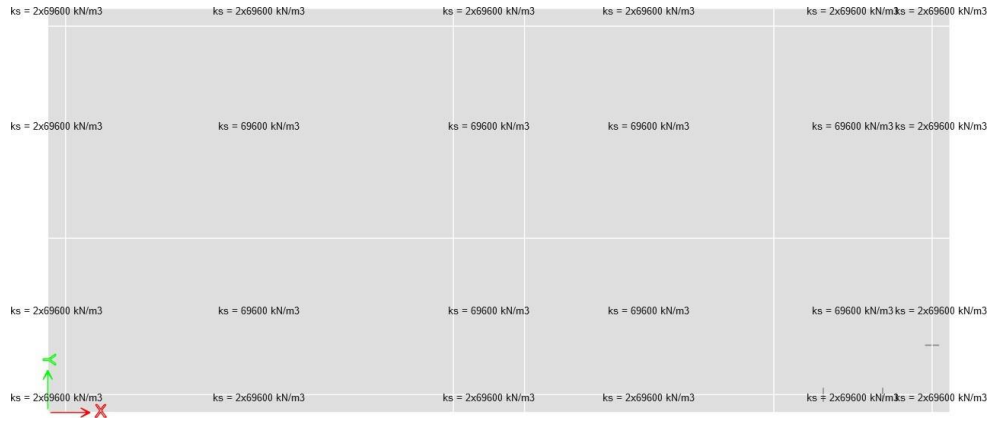 ks = 2x69600 kN/m3 ks = 2x69600 kN/m3 ks = 2x69600 kN/m3 ks = 2x69600 kN/m3 ks = 2x69600 kN/m3 ks = 2x69600 kN/m3
ks = 2x69600 kN/m3 ks = 69600 kN/m3 ks = 69600 kN/m3 ks = 69600 kN/m3 ks = 69600 kN/m3 ks = 2x69600 kN/m3
ks = 2x69600 kN/m3 ks = 69600 kN/m3 ks = 69600 kN/m3 ks = 69600 kN/m3 ks = 69600 kN/m3 ks = 2x69600 kN/m3
Y
ks = 2x69600 kN/m3 ks = 2x69600 kN/m3 ks = 2x69600 kN/m3 ks = 2x69600 kN/m3 ks = 2x69600 kN/m3 ks = 2x69600 kN/m3
X